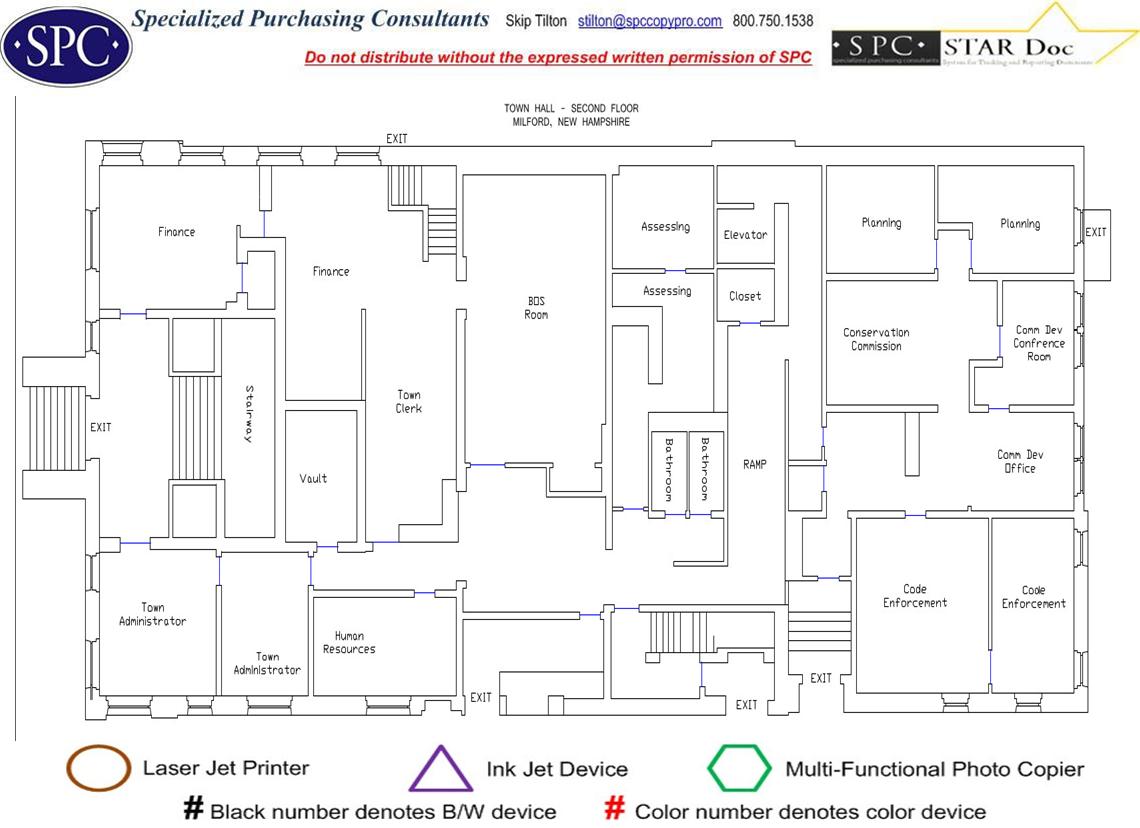 Specialized Purchasing Consultants Skip Tilton stilton@spccopypro.com 800.750.1538
·SPC·
Do not distribute without the expressed written permission of SPC
·SPC· STAR Doc
specialized purchasing consultants System for Tracking and Reporting Documents
TOWN HALL - SECOND FLOOR
MILFORD, NEW HAMPSHIRE
EXIT
Finance
Finance
Assessing
Elevator
Planning
Planning
EXIT
Assessing
Closet
BOS
Room
Conservation
Commission
Comm Dev
Confrence
Room
Stairway
Town
Clerk
EXIT
Vault
Bathroom
Bathroom
RAMP
Comm Dev
Office
Town
Administrator
Town
Administrator
Human
Resources
Code
Enforcement
Code
Enforcement
EXIT
EXIT
EXIT
Laser Jet Printer Ink Jet Device Multi-Functional Photo Copier
# Black number denotes B/W device # Color number denotes color device